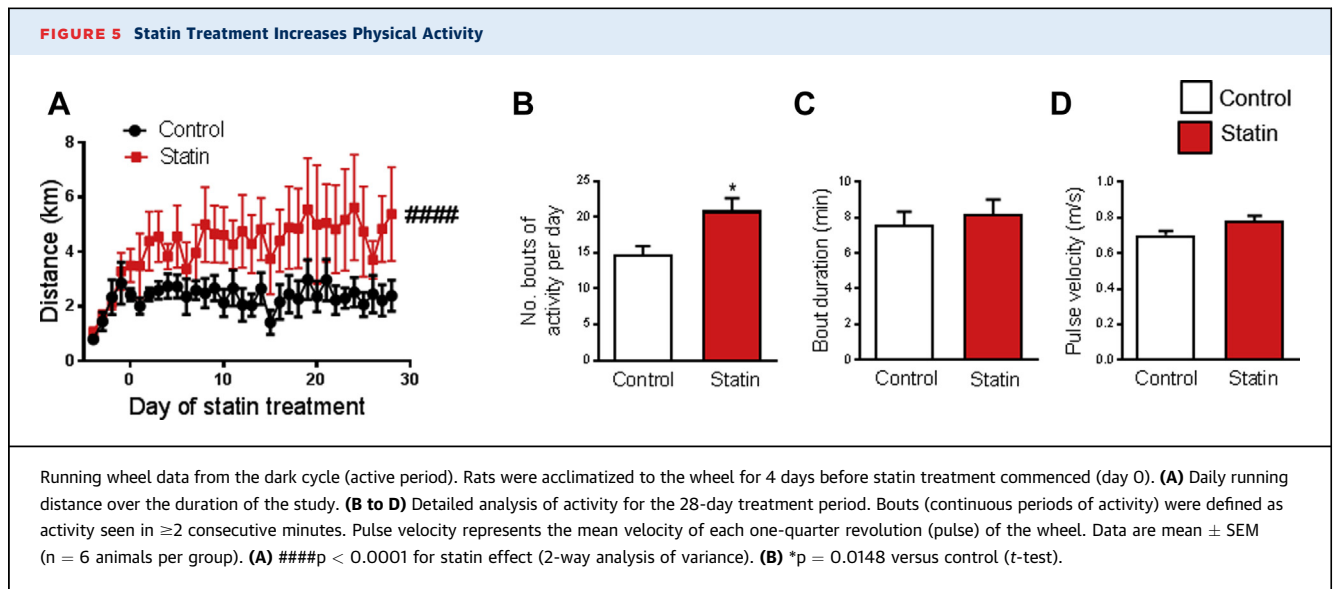 FIGURE 5 Statin Treatment Increases Physical Activity
A
Control
Statin
Distance (km)
8
6
4
2
0
####
0 10 20 30
Day of statin treatment
B
No. bouts of
activity per day
25
20
15
10
5
0
*
Control Statin
C
Bout duration (min)
10
8
6
4
2
0
Control Statin
D
Control
Statin
Pulse velocity (m/s)
1.0
0.8
0.6
0.4
0.2
0.0
Control Statin
Running wheel data from the dark cycle (active period). Rats were acclimatized to the wheel for 4 days before statin treatment commenced (day 0). (A) Daily running
distance over the duration of the study. (B to D) Detailed analysis of activity for the 28-day treatment period. Bouts (continuous periods of activity) were defined as
activity seen in ≥2 consecutive minutes. Pulse velocity represents the mean velocity of each one-quarter revolution (pulse) of the wheel. Data are mean ± SEM
(n = 6 animals per group). (A) ####p < 0.0001 for statin effect (2-way analysis of variance). (B) *p = 0.0148 versus control (t-test).